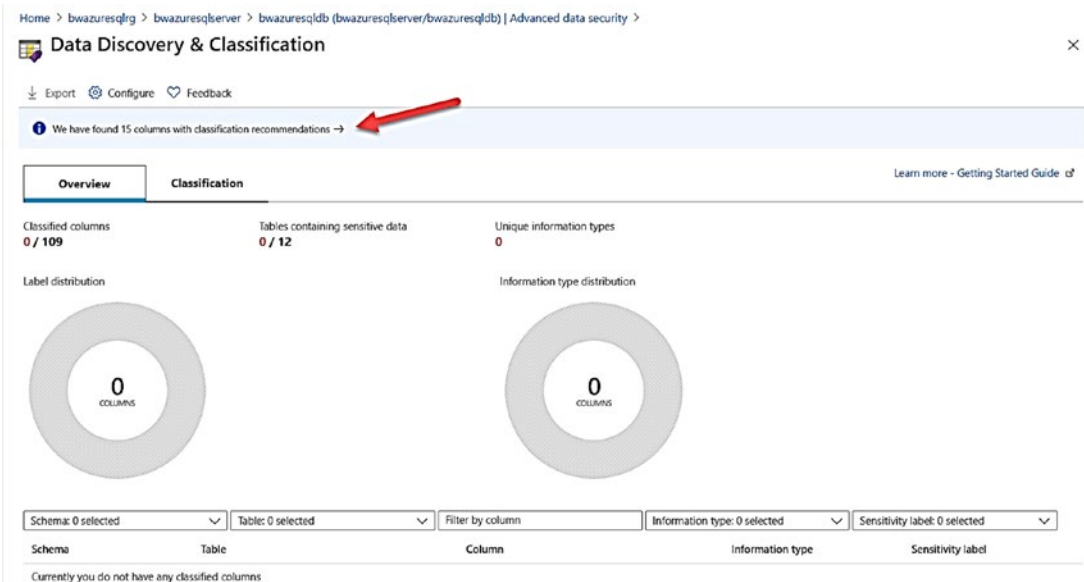 Home > bwazuresqlrg > bwazuresqlserver > bwazuresqldb (bwazuresqlserver/bwazuresqldb) | Advanced data security >
Data Discovery & Classification
Export Configure Feedback
We have found 15 columns with classification recommendations →
Overview Classification Learn more - Getting Started Guide
Classified columns Tables containing sensitive data Unique information types
0 / 109 0 / 12 0
Label distribution Information type distribution
0 0
COLUMNS COLUMNS
Schema: 0 selected Table: 0 selected Filter by column Information type: 0 selected Sensitivity label: 0 selected
Schema Table Column Information type Sensitivity label
Currently you do not have any classified columns